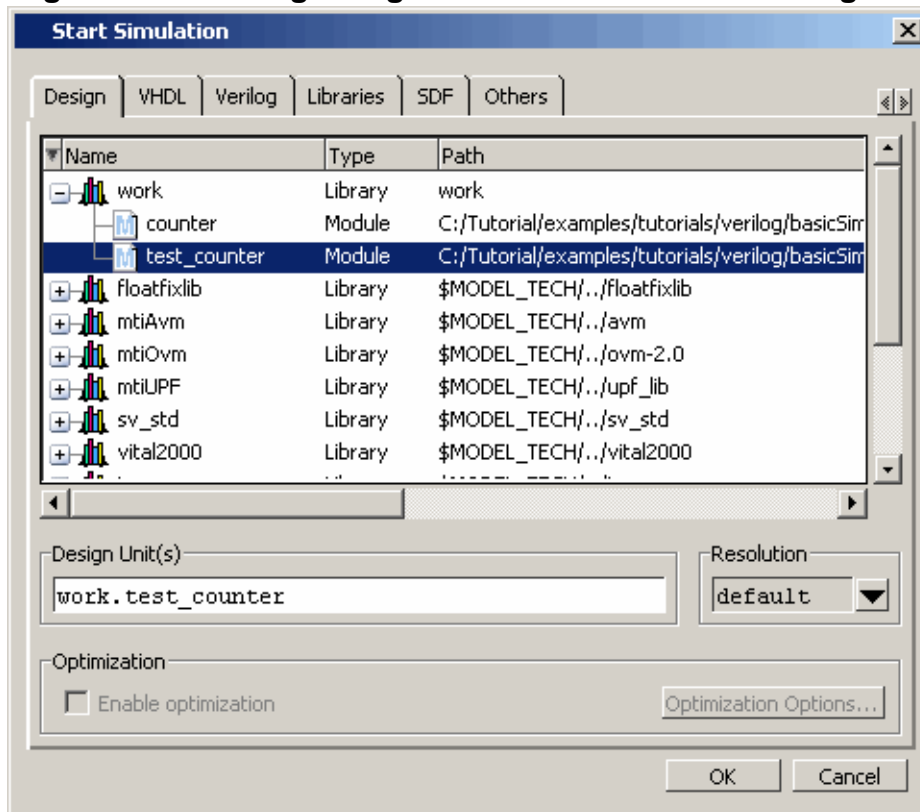 Start Simulation
Design VHDL Verilog Libraries SDF Others
Name Type Path
work Library work
counter Module C:/Tutorial/examples/tutorials/verilog/basicSim
test_counter Module C:/Tutorial/examples/tutorials/verilog/basicSim
floatfixlib Library $MODEL_TECH/../floatfixlib
mtiAvm Library $MODEL_TECH/../avm
mtiOvm Library $MODEL_TECH/../ovm-2.0
mtiUPF Library $MODEL_TECH/../upf_lib
sv_std Library $MODEL_TECH/../sv_std
vital2000 Library $MODEL_TECH/../vital2000
Design Unit(s) Resolution
work.test_counter default
Optimization
Enable optimization Optimization Options...
OK Cancel